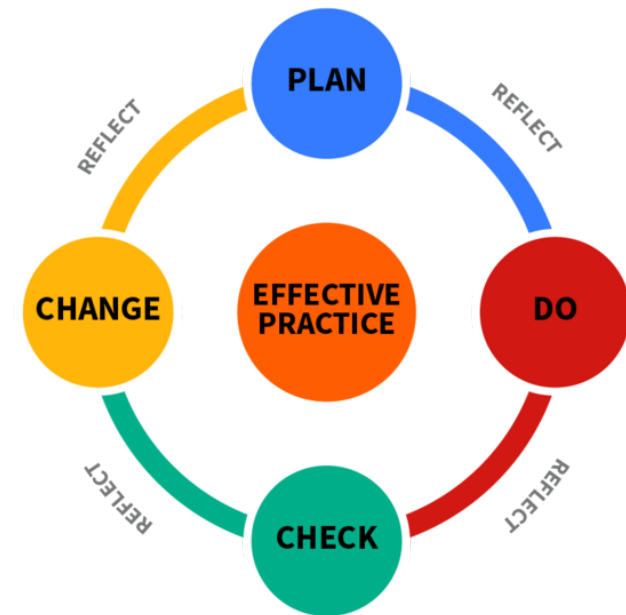 PLAN
REFLECT
REFLECT
CHANGE
EFFECTIVE
PRACTICE
DO
REFLECT
REFLECT
CHECK